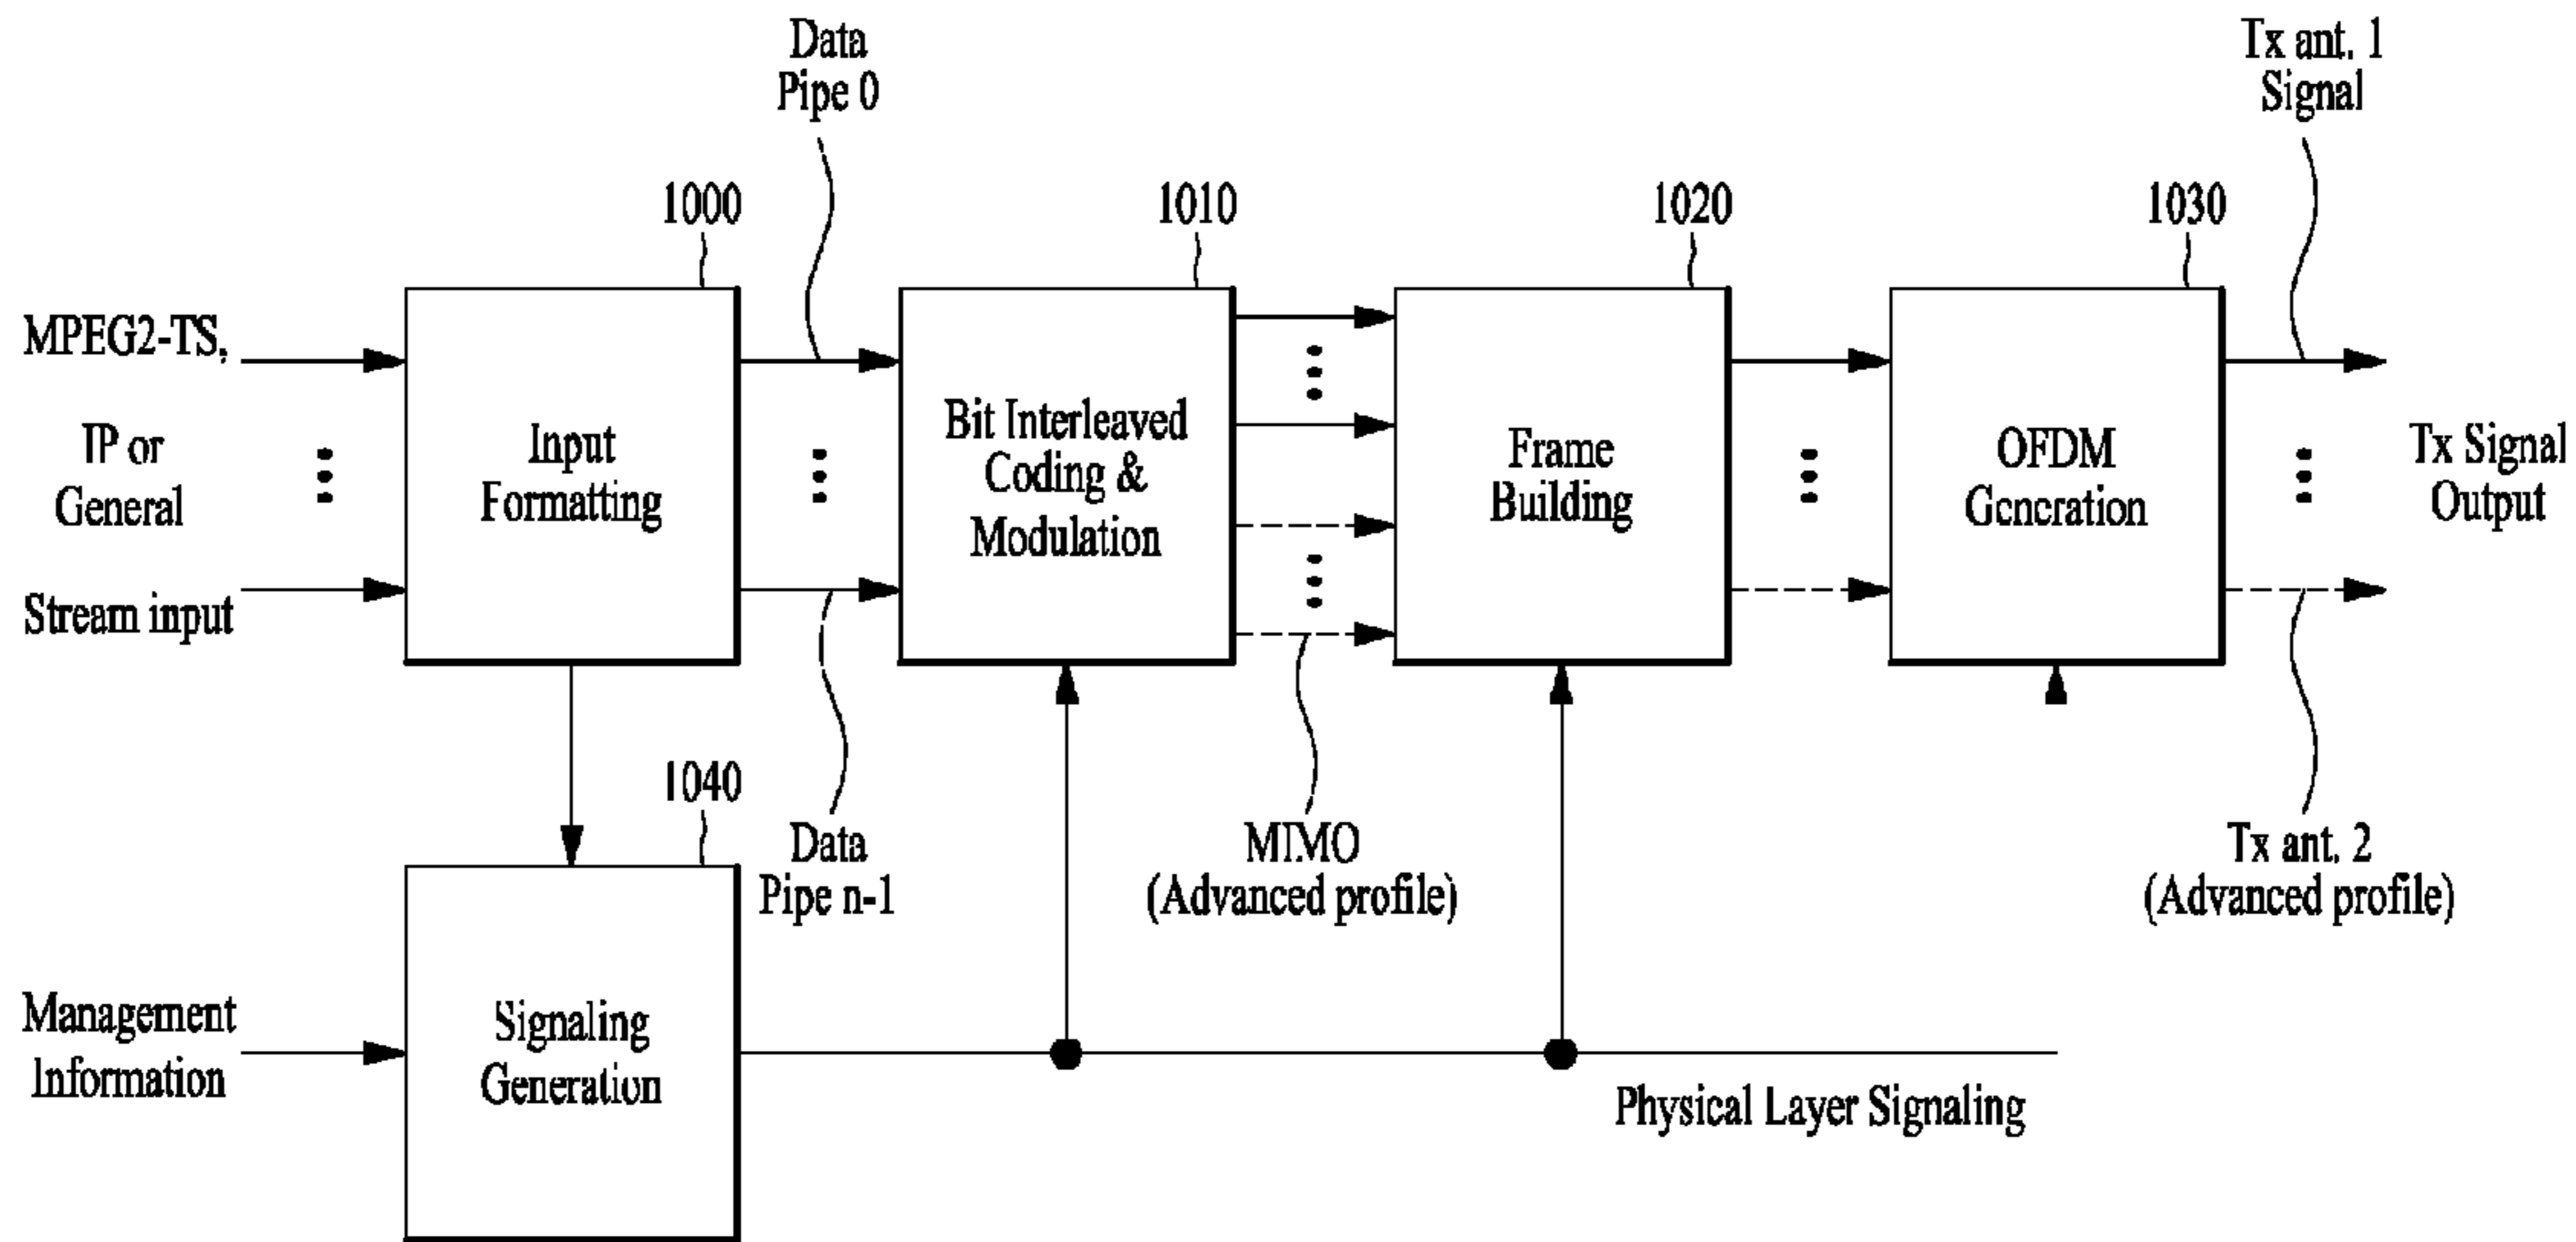 Data
Pipe 0
Tx ant. 1
Signal
1000
1010
1020
1030
MPEG2-TS,
IP or
General
Stream input
Input
Formatting
Bit Interleaved
Coding &
Modulation
Frame
Building
OFDM
Generation
Tx Signal
Output
1040
Data
Pipe n-1
MIMO
(Advanced profile)
Tx ant. 2
(Advanced profile)
Management
Information
Signaling
Generation
Physical Layer Signaling